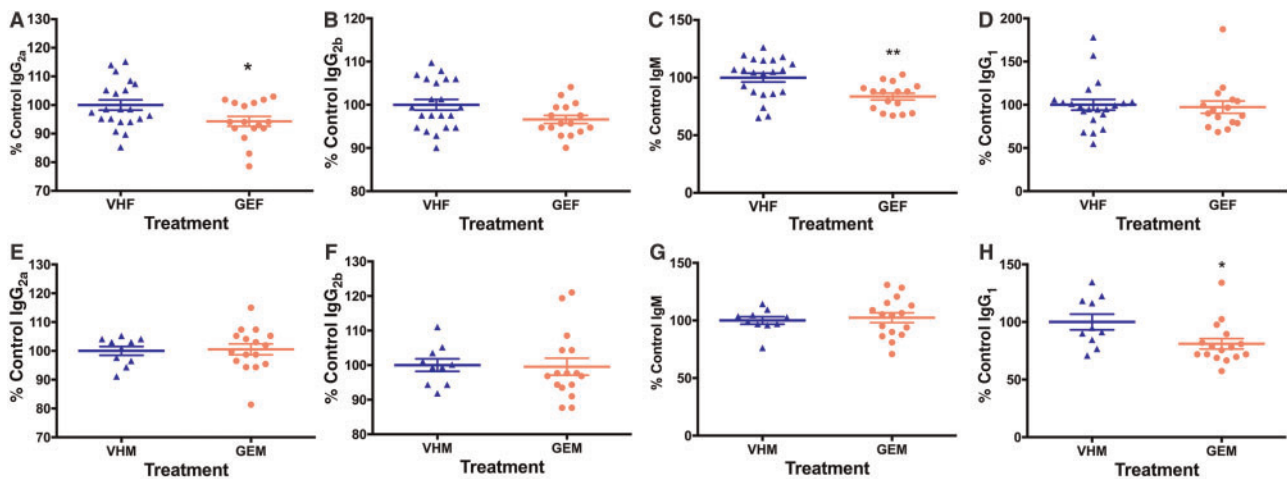 A
% Control IgG2a
130
120
110
100
90
80
70
*
VHF GEF
Treatment
B
% Control IgG2b
120
110
100
90
80
VHF GEF
Treatment
C
% Control IgM
150
100
50
0
**
VHF GEF
Treatment
D
% Control IgG1
200
150
100
50
0
VHF GEF
Treatment
E
% Control IgG2a
130
120
110
100
90
80
70
VHM GEM
Treatment
F
% Control IgG2b
130
120
110
100
90
80
VHM GEM
Treatment
G
% Control IgM
150
100
50
0
VHM GEM
Treatment
H
% Control IgG1
150
100
50
0
*
VHM GEM
Treatment